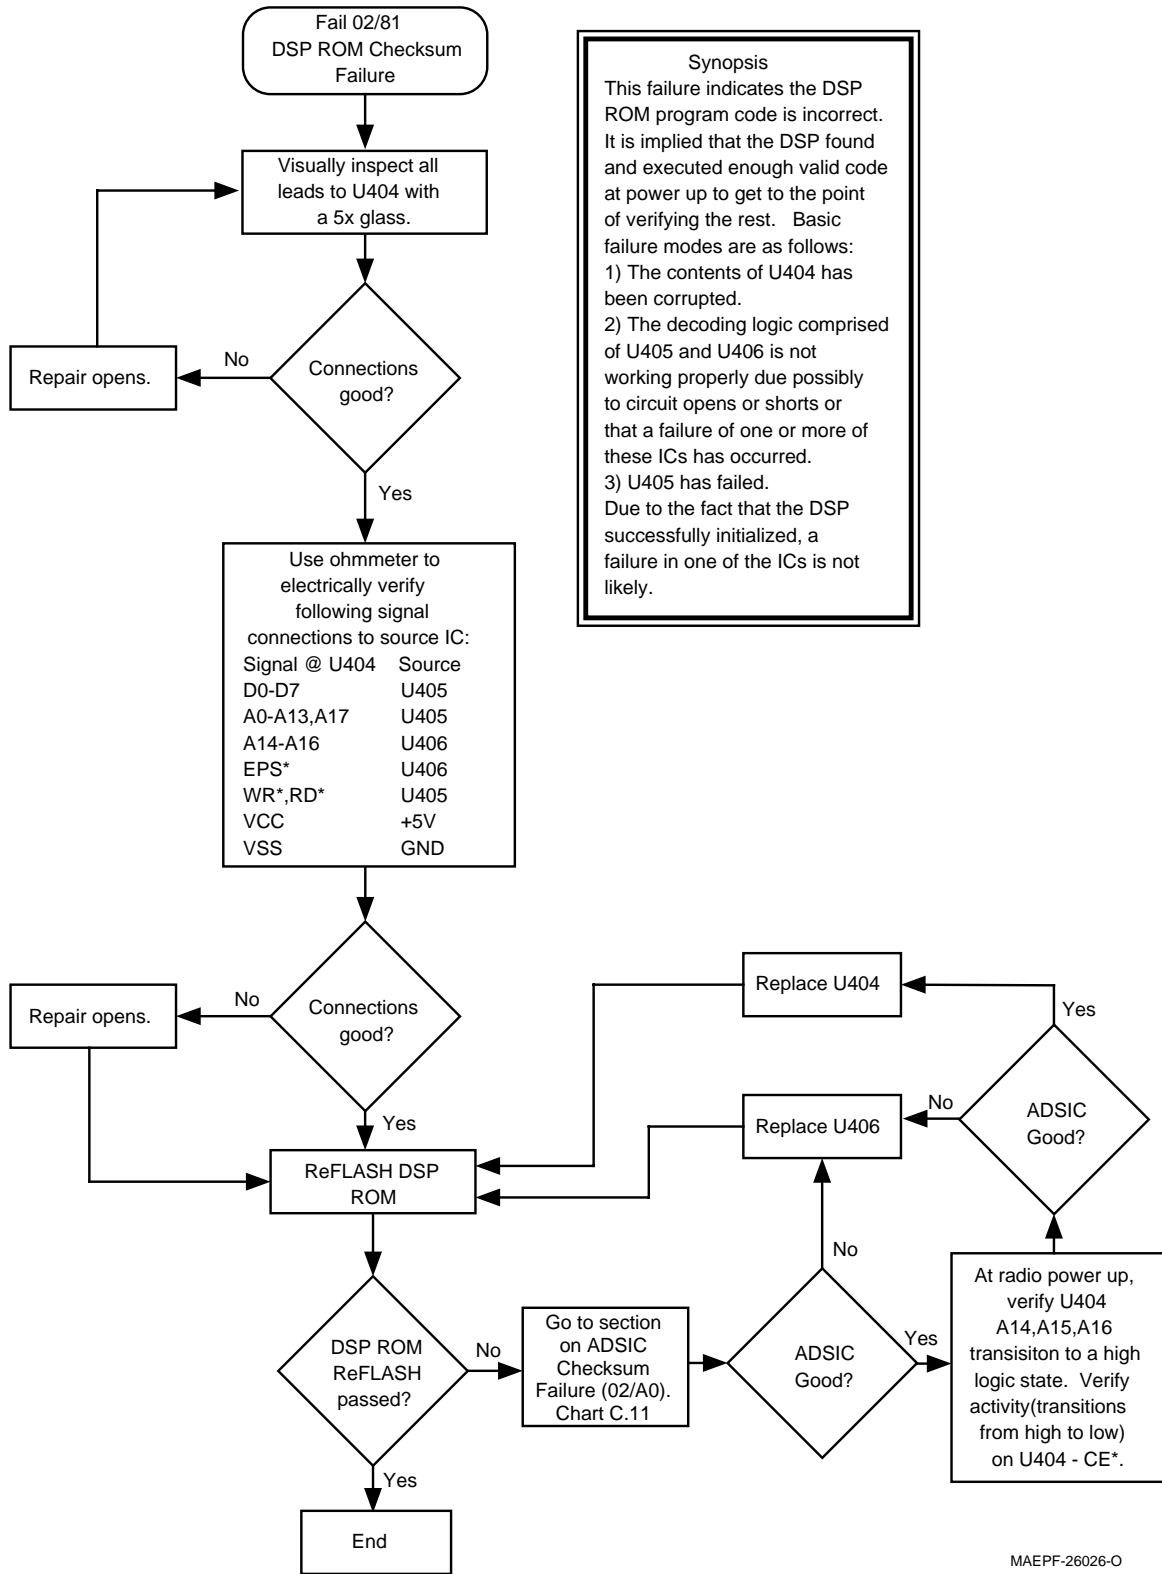 Fail 02/81
DSP ROM Checksum
Failure
Synopsis
This failure indicates the DSP
ROM program code is incorrect.
It is implied that the DSP found
and executed enough valid code
at power up to get to the point
of verifying the rest.   Basic
failure modes are as follows:
1) The contents of U404 has
been corrupted.
2) The decoding logic comprised
of U405 and U406 is not
working properly due possibly
to circuit opens or shorts or
that a failure of one or more of
these ICs has occurred.
3) U405 has failed.
Due to the fact that the DSP
successfully initialized, a
failure in one of the ICs is not
likely.
Visually inspect all
leads to U404 with
a 5x glass.
Repair opens.
No
Connections
good?
Yes
Use ohmmeter to
electrically verify
following signal
connections to source IC:
Signal @ U404   Source
D0-D7   U405
A0-A13,A17   U405
A14-A16   U406
EPS*   U406
WR*,RD*   U405
VCC   +5V
VSS   GND
Repair opens.
No
Connections
good?
Yes
ReFLASH DSP
ROM
Replace U404
Yes
Replace U406
No
ADSIC
Good?
DSP ROM
ReFLASH
passed?
No
Go to section
on ADSIC
Checksum
Failure (02/A0).
Chart C.11
No
ADSIC
Good?
Yes
At radio power up,
verify U404
A14,A15,A16
transisiton to a high
logic state.  Verify
activity(transitions
from high to low)
on U404 - CE*.
Yes
End
MAEPF-26026-O